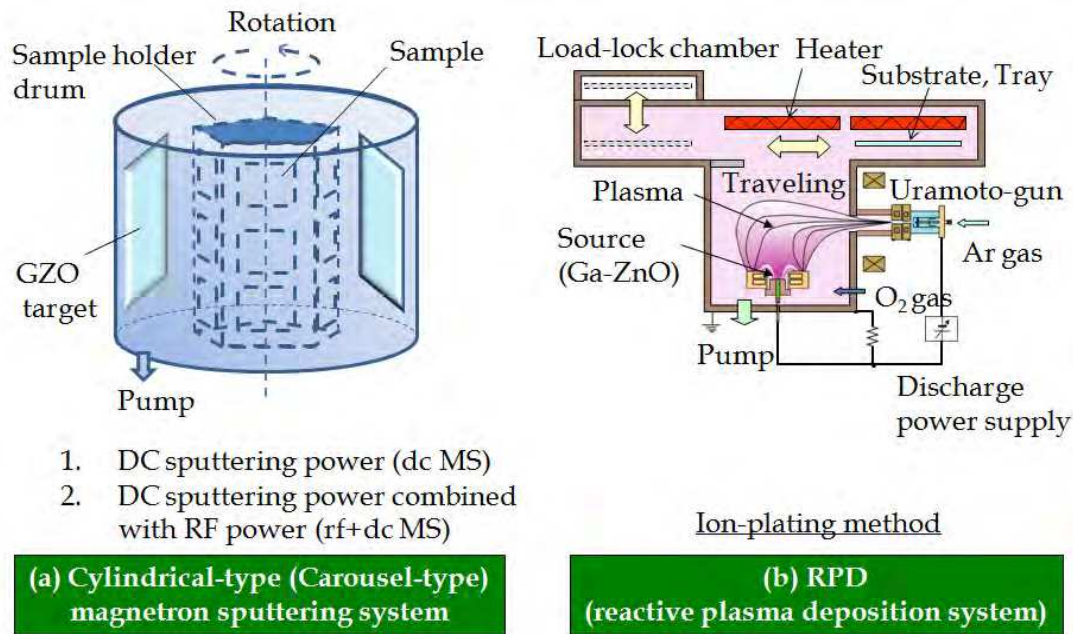 Rotation
Sample holder
drum
Sample
GZO
target
Pump
1. DC sputtering power (dc MS)
2. DC sputtering power combined
with RF power (rf+dc MS)
(a) Cylindrical-type (Carousel-type)
magnetron sputtering system
Load-lock chamber
Heater
Substrate, Tray
Traveling
Plasma
Uramoto-gun
Source
(Ga-ZnO)
Ar gas
O₂ gas
Pump
Discharge
power supply
Ion-plating method
(b) RPD
(reactive plasma deposition system)